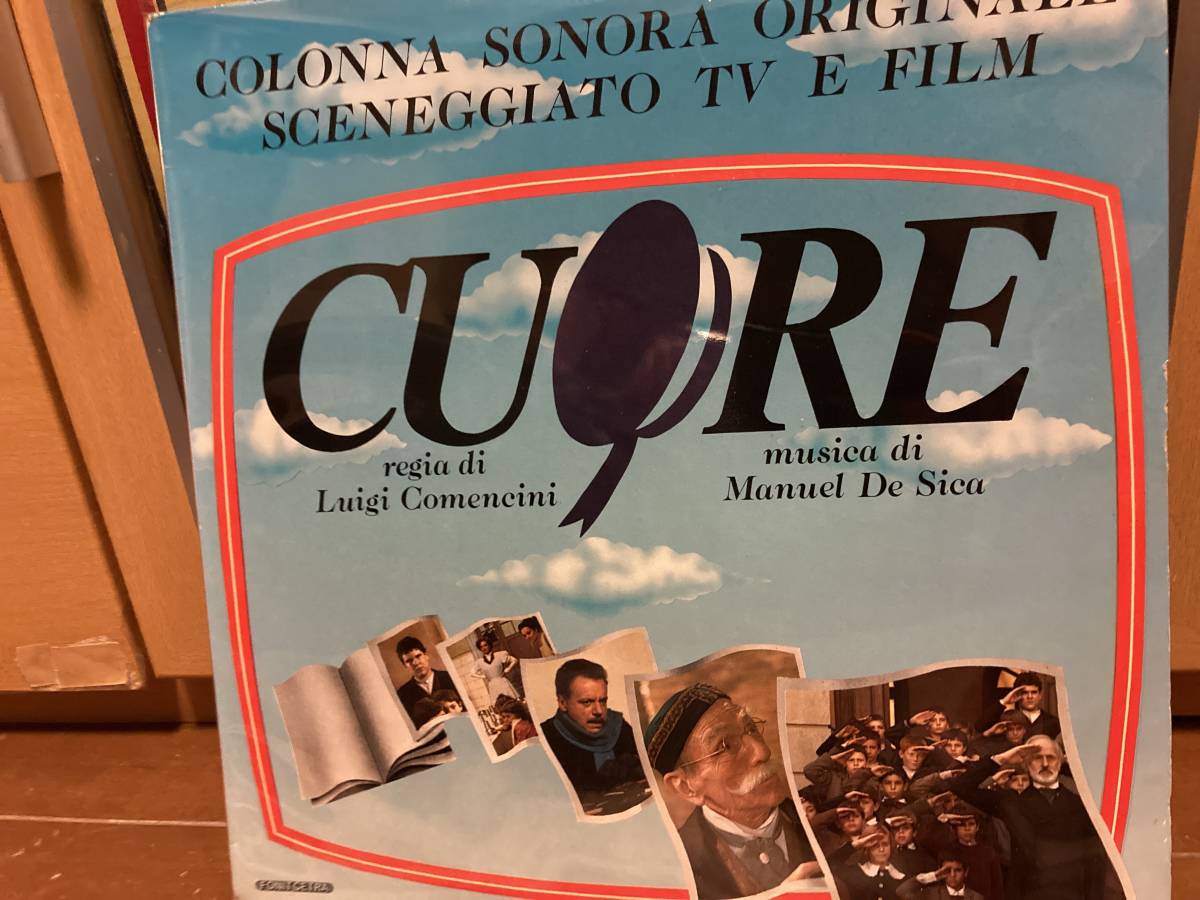 COLONNA SONORA ORIGINALE
SCENEGGIATO TV E FILM
CUORE
regia di
Luigi Comencini
musica di
Manuel De Sica
FONIT CETRA